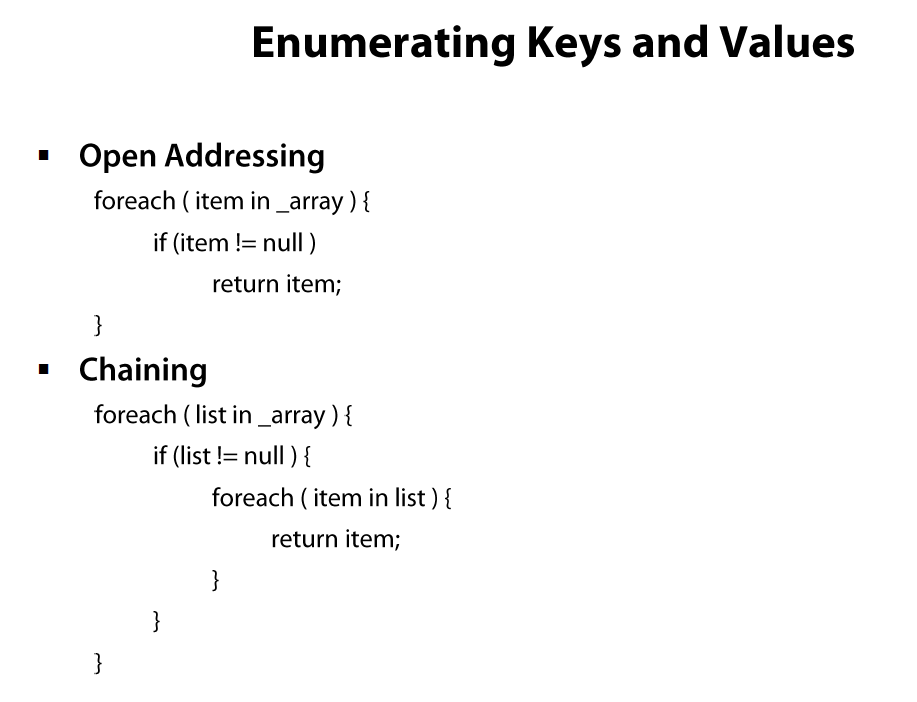 Enumerating Keys and Values
▪ Open Addressing
foreach ( item in _array ) {
if (item != null )
return item;
}
▪ Chaining
foreach ( list in _array ) {
if (list != null ) {
foreach ( item in list ) {
return item;
}
}
}